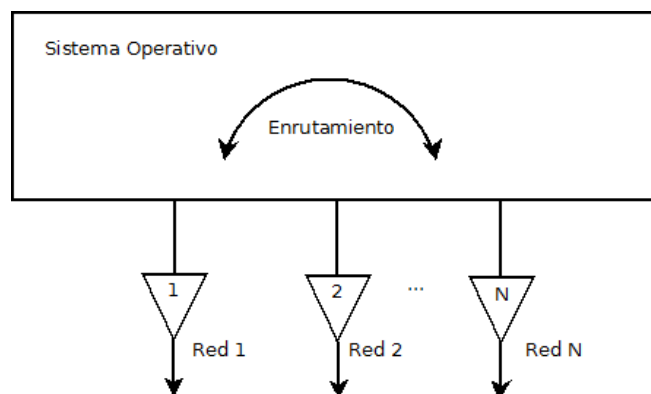 Sistema Operativo
Enrutamiento
1
2
...
N
Red 1
Red 2
Red N